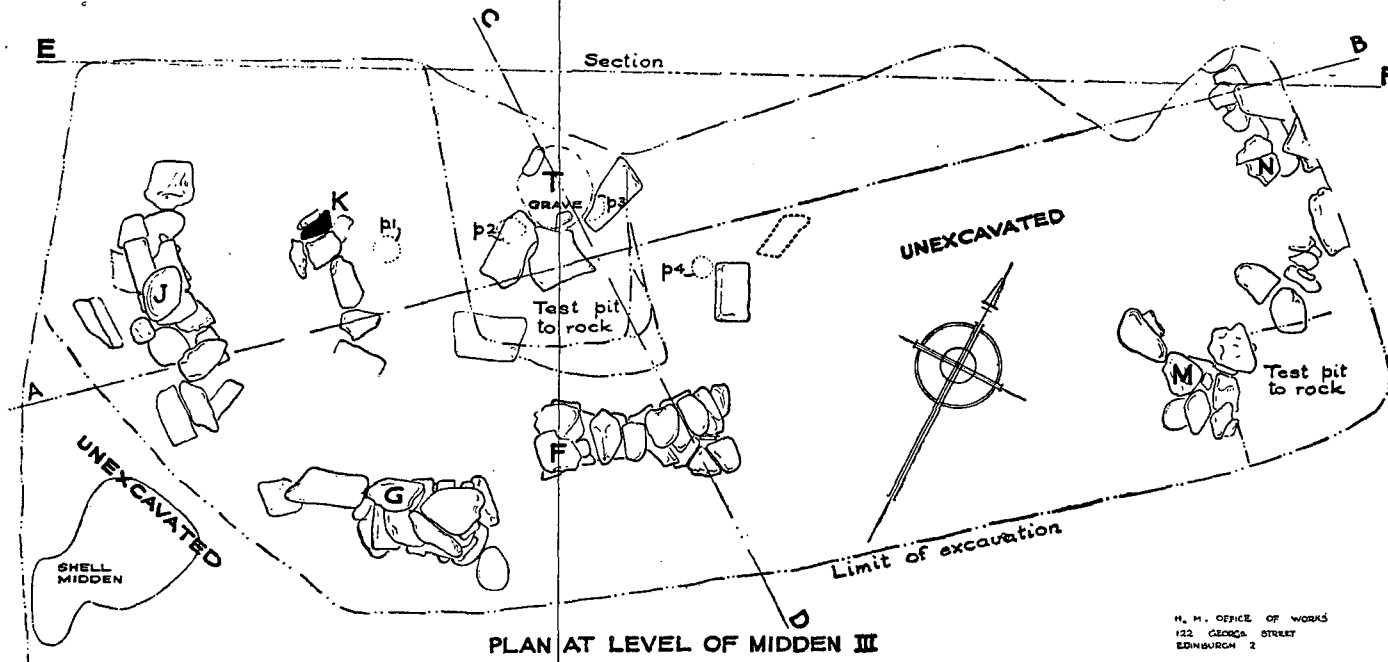 C
E
Section
B
F
T
GRAVE
p3
K
p1
p2
N
UNEXCAVATED
p4
J
Test pit
to rock
A
M
Test pit
to rock
UNEXCAVATED
F
G
SHELL
MIDDEN
Limit of excavation
D
PLAN AT LEVEL OF MIDDEN III
H. M. OFFICE OF WORKS
122 GEORGE STREET
EDINBURGH 2